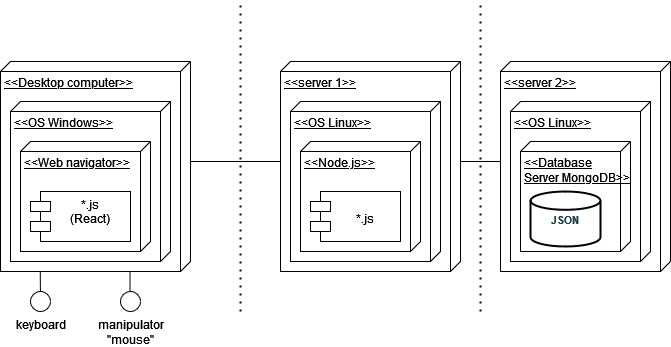 <<Desktop computer>>
<<OS Windows>>
<<Web navigator>>
*.js
(React)
keyboard
manipulator
"mouse"
<<server 1>>
<<OS Linux>>
<<Node.js>>
*.js
<<server 2>>
<<OS Linux>>
<<Database
Server MongoDB>>
JSON